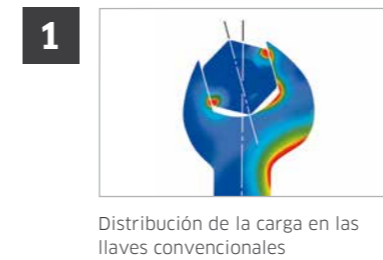 1
Distribución de la carga en las
llaves convencionales